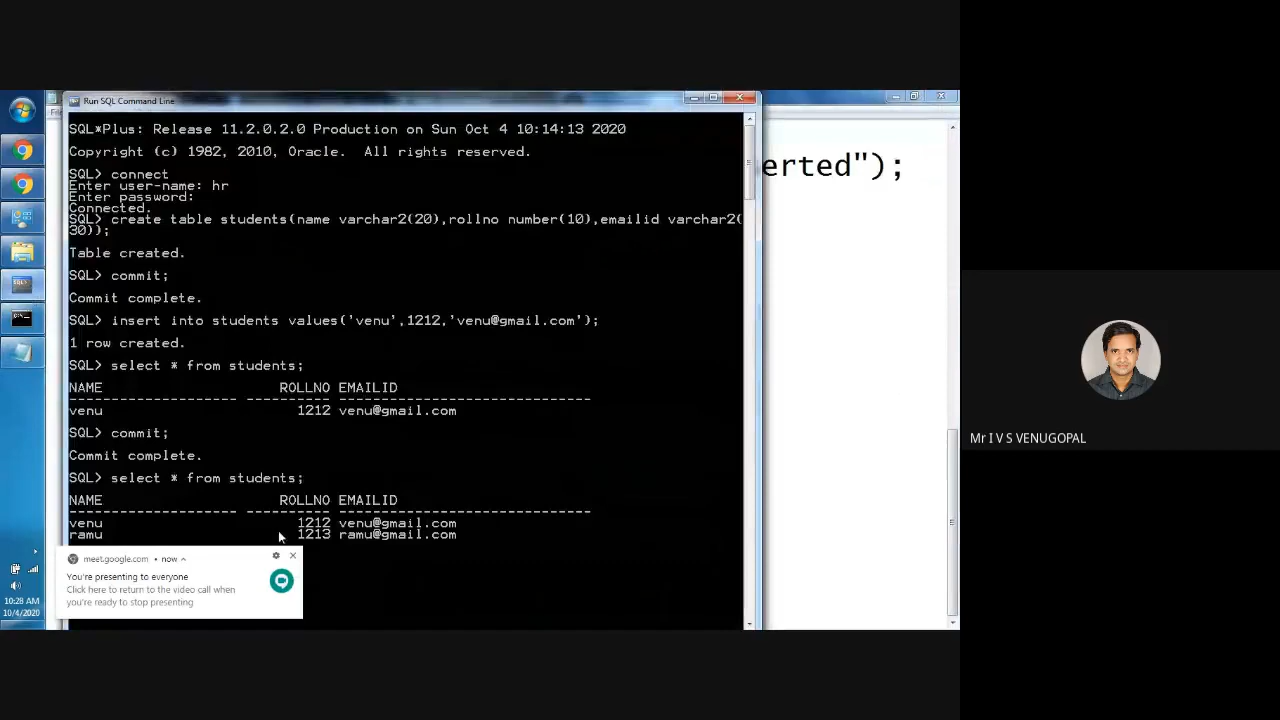 Run SQL Command Line
SQL*Plus: Release 11.2.0.2.0 Production on Sun Oct 4 10:14:13 2020
Copyright (c) 1982, 2010, Oracle.  All rights reserved.
SQL> connect
Enter user-name: hr
Enter password:
Connected.
SQL> create table students(name varchar2(20),rollno number(10),emailid varchar2(
30));
Table created.
SQL> commit;
Commit complete.
SQL> insert into students values('venu',1212,'venu@gmail.com');
1 row created.
SQL> select * from students;
NAME ROLLNO EMAILID
-------------------- ---------- ------------------------------
venu 1212 venu@gmail.com
SQL> commit;
Commit complete.
SQL> select * from students;
NAME ROLLNO EMAILID
-------------------- ---------- ------------------------------
venu 1212 venu@gmail.com
ramu 1213 ramu@gmail.com
erted");
meet.google.com • now
You're presenting to everyone
Click here to return to the video call when
you're ready to stop presenting
10:28 AM
10/4/2020
Mr I V S VENUGOPAL